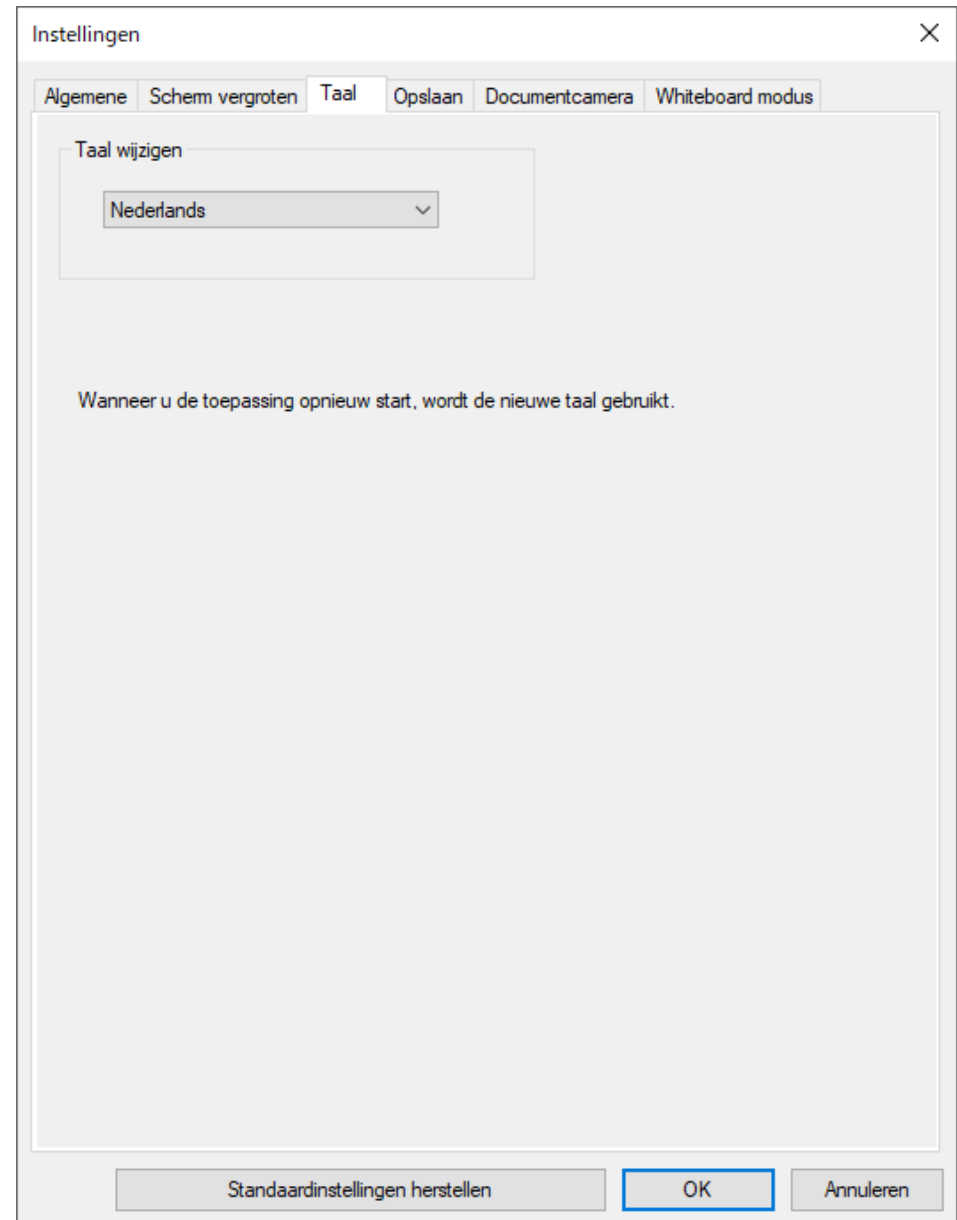 Instellingen
Algemene Scherm vergroten Taal Opslaan Documentcamera Whiteboard modus
Taal wijzigen
Nederlands
Wanneer u de toepassing opnieuw start, wordt de nieuwe taal gebruikt.
Standaardinstellingen herstellen OK Annuleren